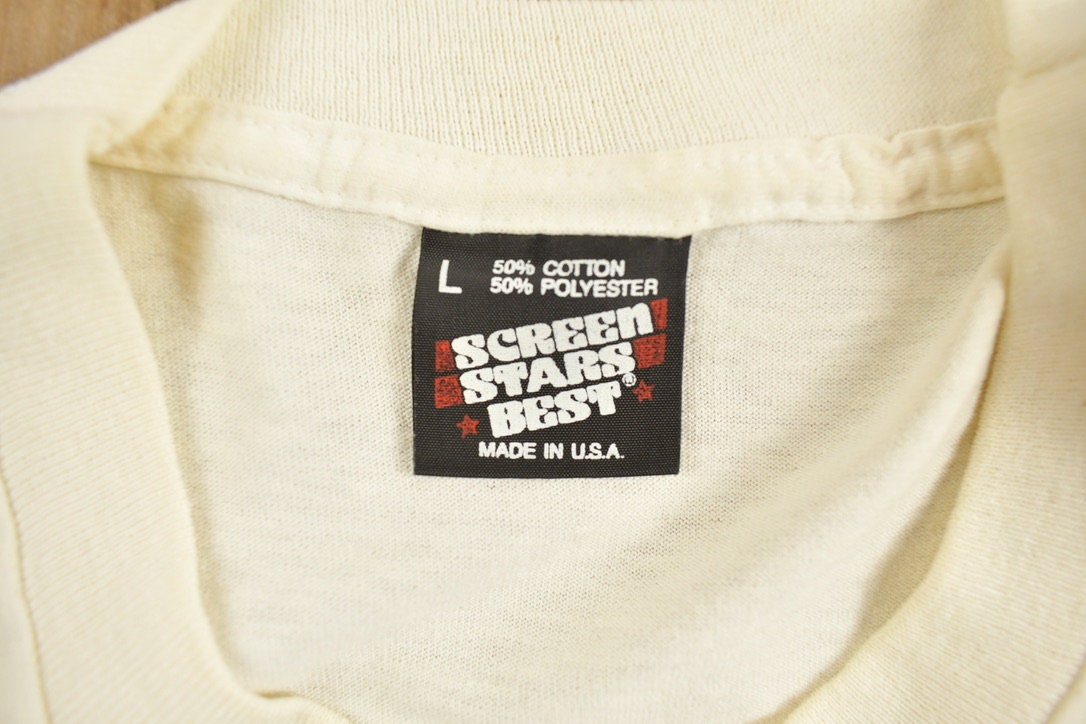 L
50% COTTON
50% POLYESTER
SCREEN
STARS
BEST®
MADE IN U.S.A.